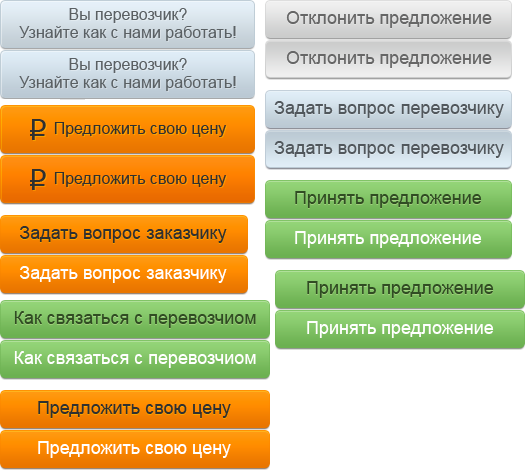 Вы перевозчик?
Узнайте как с нами работать!
Вы перевозчик?
Узнайте как с нами работать!
₽ Предложить свою цену
₽ Предложить свою цену
Задать вопрос заказчику
Задать вопрос заказчику
Как связаться с перевозчиом
Как связаться с перевозчиом
Предложить свою цену
Предложить свою цену
Отклонить предложение
Отклонить предложение
Задать вопрос перевозчику
Задать вопрос перевозчику
Принять предложение
Принять предложение
Принять предложение
Принять предложение